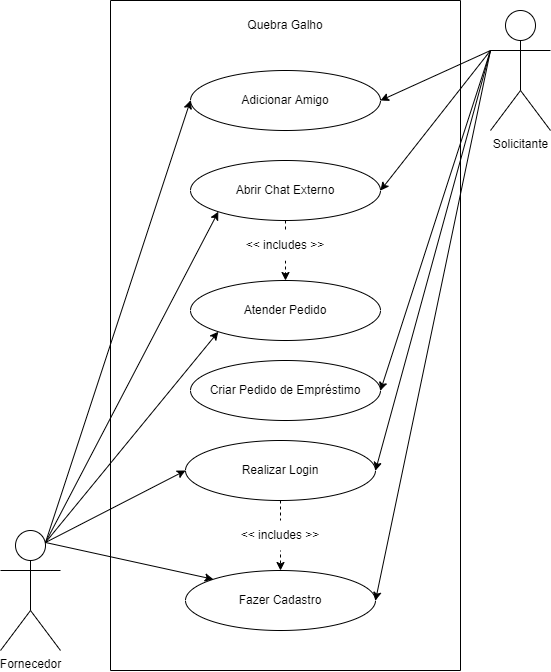 Quebra Galho
Solicitante
Adicionar Amigo
Abrir Chat Externo
<< includes >>
Atender Pedido
Criar Pedido de Empréstimo
Realizar Login
<< includes >>
Fazer Cadastro
Fornecedor